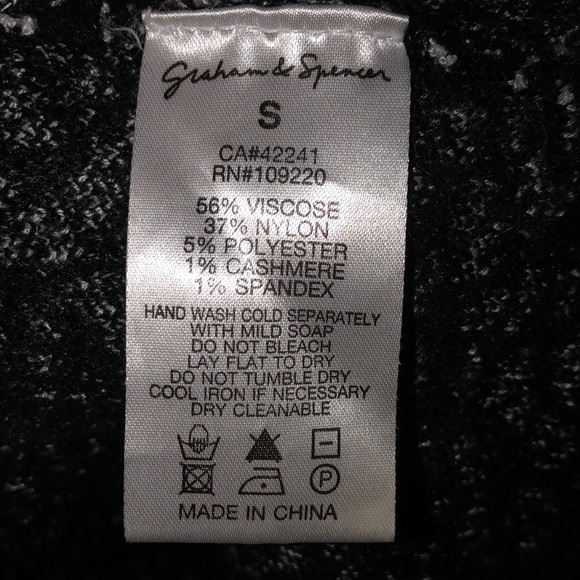 Graham & Spencer
S
CA#42241
RN#109220
56% VISCOSE
37% NYLON
5% POLYESTER
1% CASHMERE
1% SPANDEX
HAND WASH COLD SEPARATELY
WITH MILD SOAP
DO NOT BLEACH
LAY FLAT TO DRY
DO NOT TUMBLE DRY
COOL IRON IF NECESSARY
DRY CLEANABLE
P
MADE IN CHINA